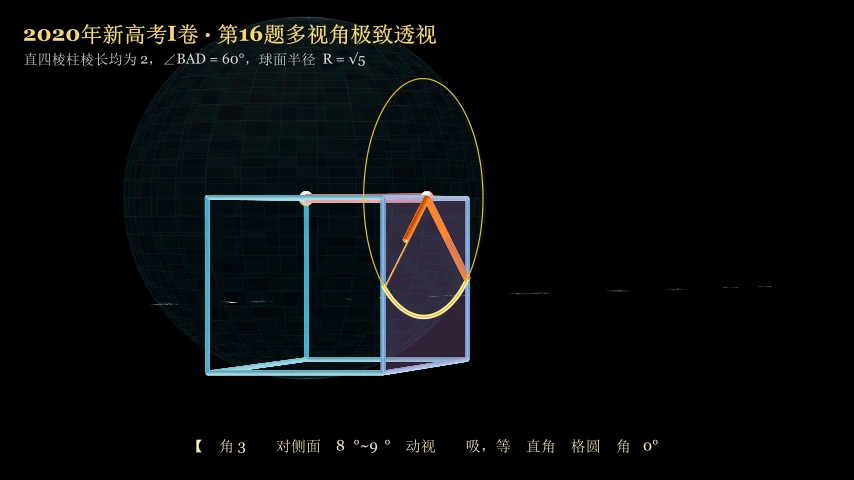 2020年新高考I卷 · 第16题多视角极致透视
直四棱柱棱长均为 2，∠BAD = 60°，球面半径 R = √5
【 角 3 对侧面 8 °~9 ° 动视 吸，等 直角 格圆 角 0°